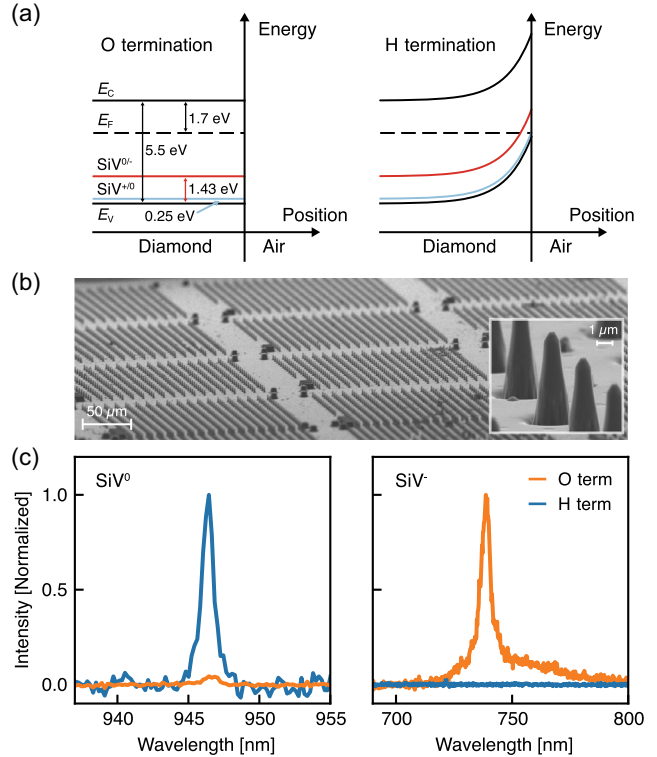 (a)
O termination
Energy
E_C
E_F
1.7 eV
5.5 eV
SiV^0/-
SiV^+/0
1.43 eV
E_V
0.25 eV
Position
Diamond
Air
H termination
Energy
Position
Diamond
Air
(b)
1 μm
50 μm
(c)
SiV^0
1.0
0.5
0.0
Intensity [Normalized]
940
945
950
955
Wavelength [nm]
SiV^-
O term
H term
700
750
800
Wavelength [nm]